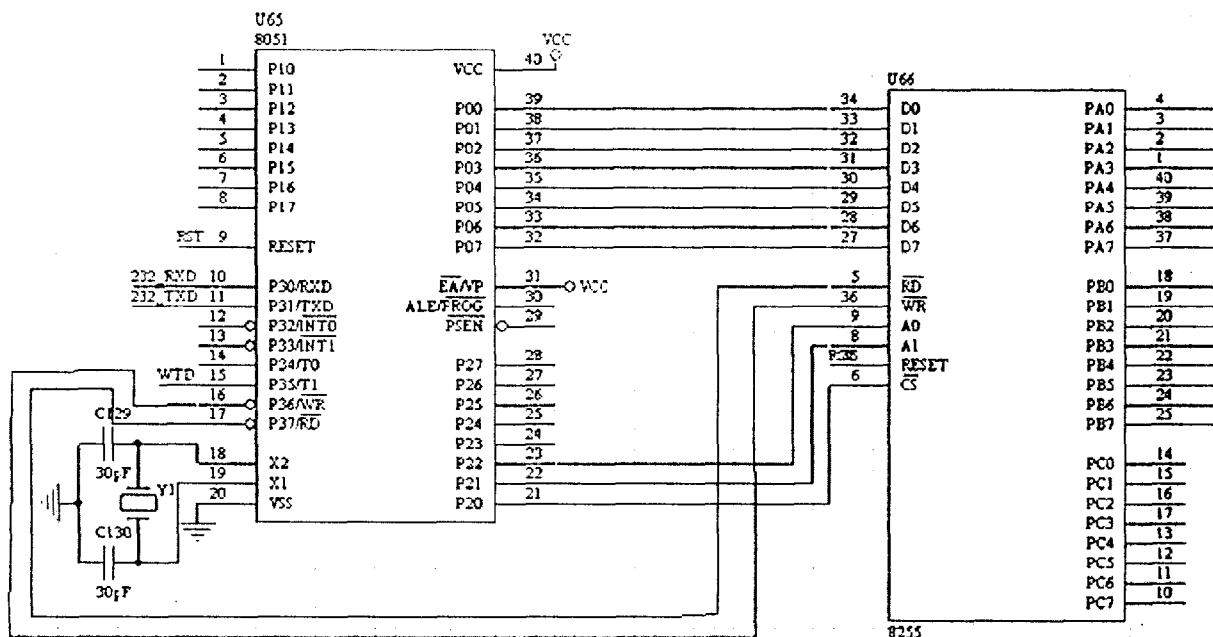 U65
8051
1 P10
2 P11
3 P12
4 P13
5 P14
6 P15
7 P16
8 P17
RST 9 RESET
232_RXD 10 P30/RXD
232_TXD 11 P31/TXD
12 P32/INT0
13 P33/INT1
14 P34/T0
WTD 15 P35/T1
16 P36/WR
17 P37/RD
18 X2
19 X1
20 VSS
VCC
VCC 40
P00 39
P01 38
P02 37
P03 36
P04 35
P05 34
P06 33
P07 32
EA/VP 31 VCC
ALE/PROG 30
PSEN 29
P27 28
P26 27
P25 26
P24 25
P23 24
P22 23
P21 22
P20 21
C129
30pF
Y1
C130
30pF
U66
34 D0
33 D1
32 D2
31 D3
30 D4
29 D5
28 D6
27 D7
5 RD
36 WR
9 A0
8 A1
RESET
6 CS
PA0 4
PA1 3
PA2 2
PA3 1
PA4 40
PA5 39
PA6 38
PA7 37
PB0 18
PB1 19
PB2 20
PB3 21
PB4 22
PB5 23
PB6 24
PB7 25
PC0 14
PC1 15
PC2 16
PC3 17
PC4 13
PC5 12
PC6 11
PC7 10
8255